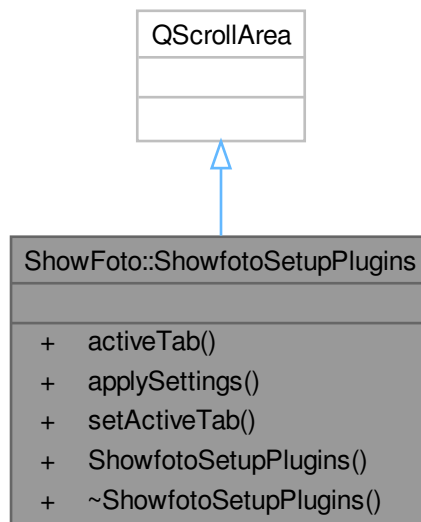 QScrollArea
ShowFoto::ShowfotoSetupPlugins
+ activeTab()
+ applySettings()
+ setActiveTab()
+ ShowfotoSetupPlugins()
+ ~ShowfotoSetupPlugins()